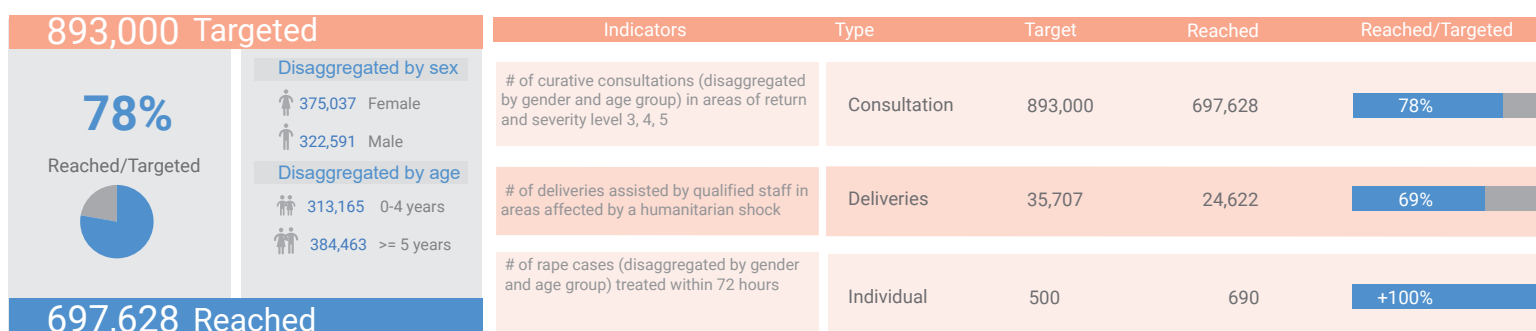 893,000 Targeted
78%
Reached/Targeted
Disaggregated by sex
375,037 Female
322,591 Male
Disaggregated by age
313,165 0-4 years
384,463 >= 5 years
697,628 Reached
Indicators Type Target Reached Reached/Targeted
# of curative consultations (disaggregated
by gender and age group) in areas of return
and severity level 3, 4, 5
Consultation 893,000 697,628 78%
# of deliveries assisted by qualified staff in
areas affected by a humanitarian shock
Deliveries 35,707 24,622 69%
# of rape cases (disaggregated by gender
and age group) treated within 72 hours
Individual 500 690 +100%